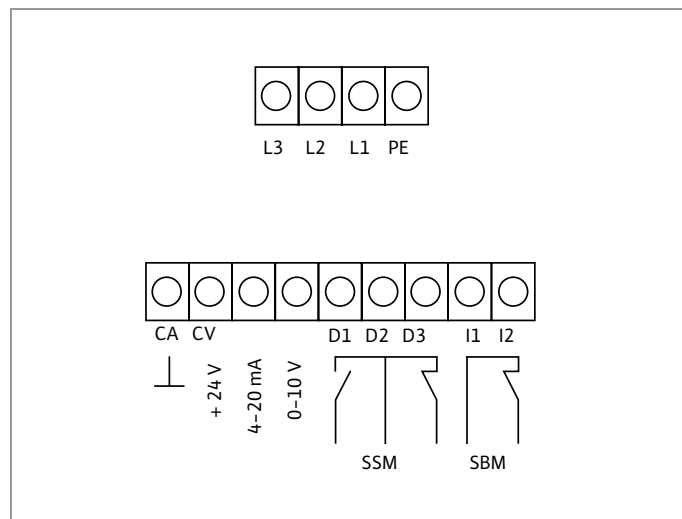 L3 L2 L1 PE
CA CV D1 D2 D3 I1 I2
+ 24 V
4–20 mA
0–10 V
SSM SBM